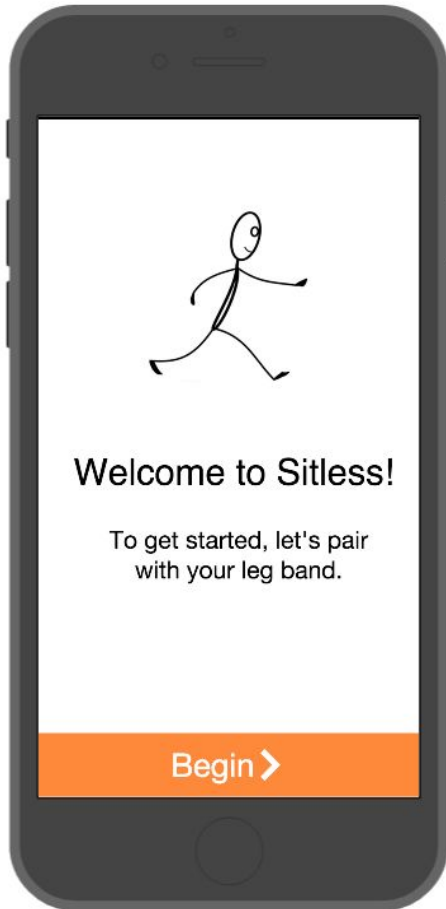 Welcome to Sitless!
To get started, let's pair
with your leg band.
Begin